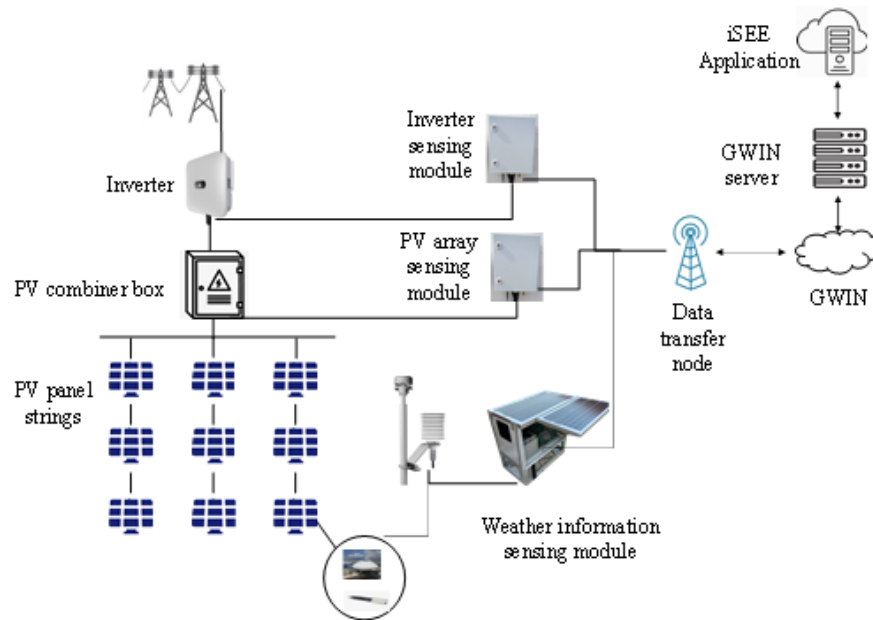 iSEE
Application
Inverter
sensing
module
GWIN
server
Inverter
PV array
sensing
module
PV combiner box
GWIN
Data
transfer
node
PV panel
strings
Weather information
sensing module